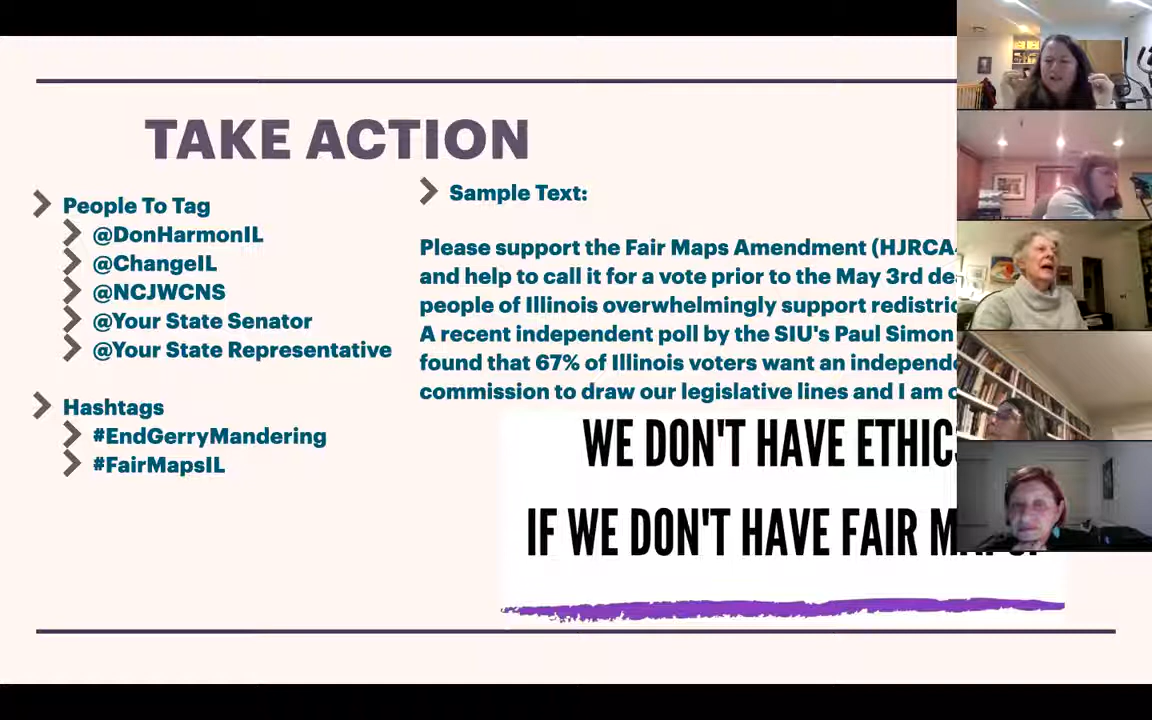 TAKE ACTION
People To Tag
@DonHarmonIL
@ChangeIL
@NCJWCNS
@Your State Senator
@Your State Representative
Hashtags
#EndGerryMandering
#FairMapsIL
Sample Text:
Please support the Fair Maps Amendment (HJRCA
and help to call it for a vote prior to the May 3rd
people of Illinois overwhelmingly support
A recent independent poll by the SIU's Paul Simon
found that 67% of Illinois voters want an
commission to draw our legislative lines and I am
WE DON'T HAVE ETHICS
IF WE DON'T HAVE FAIR